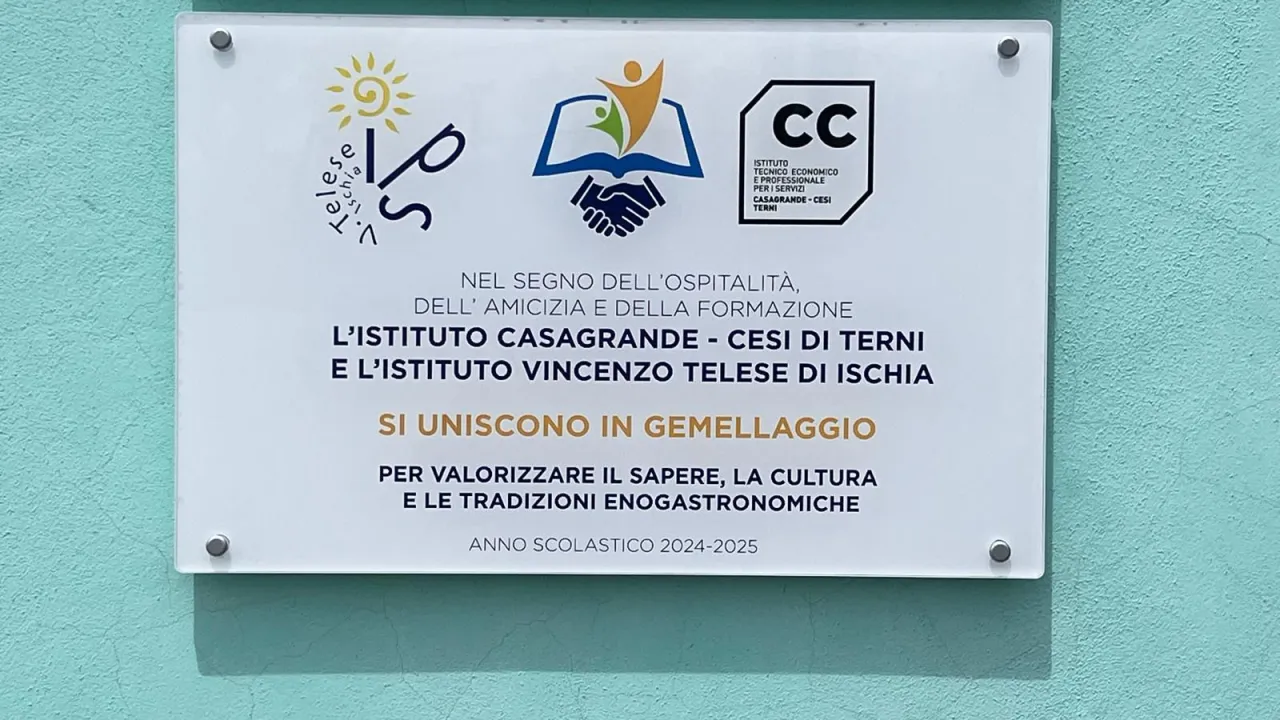 IPS
V. Telese
Ischia
CC
ISTITUTO
TECNICO ECONOMICO
E PROFESSIONALE
PER I SERVIZI
CASAGRANDE - CESI
TERNI
NEL SEGNO DELL'OSPITALITÀ,
DELL' AMICIZIA E DELLA FORMAZIONE
L'ISTITUTO CASAGRANDE - CESI DI TERNI
E L'ISTITUTO VINCENZO TELESE DI ISCHIA
SI UNISCONO IN GEMELLAGGIO
PER VALORIZZARE IL SAPERE, LA CULTURA
E LE TRADIZIONI ENOGASTRONOMICHE
ANNO SCOLASTICO 2024-2025